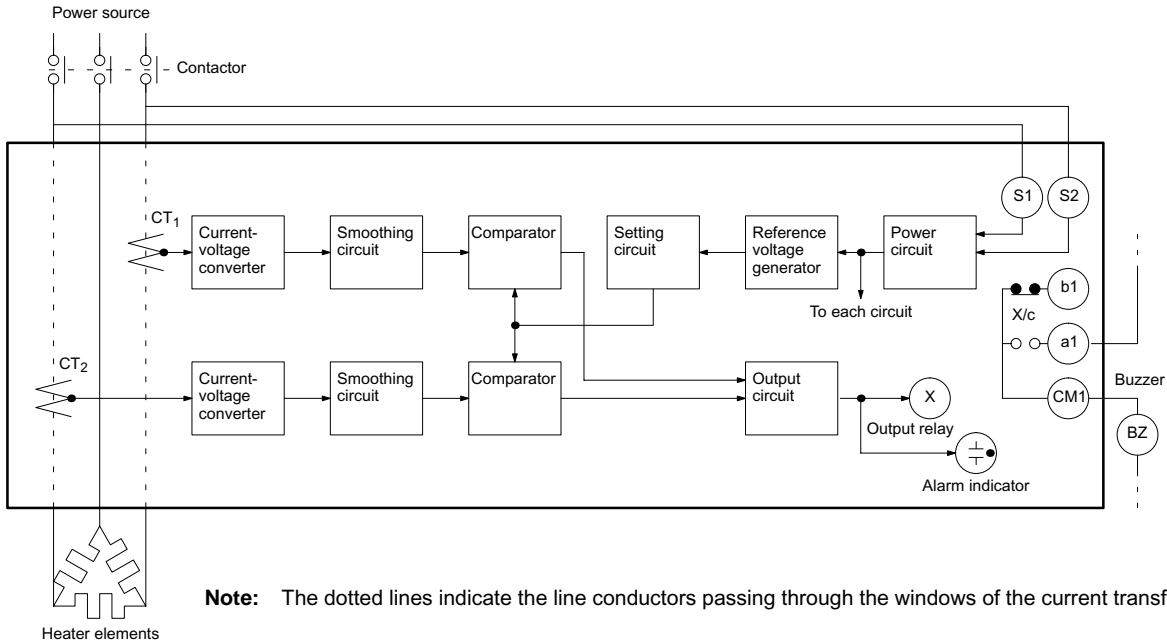 Power source
Contactor
S1 S2
CT1
Current-
voltage
converter
Smoothing
circuit
Comparator
Setting
circuit
Reference
voltage
generator
Power
circuit
To each circuit
b1
X/c
a1
CT2
Current-
voltage
converter
Smoothing
circuit
Comparator
Output
circuit
X
Output relay
CM1
Buzzer
BZ
Alarm indicator
Note: The dotted lines indicate the line conductors passing through the windows of the current transf
Heater elements